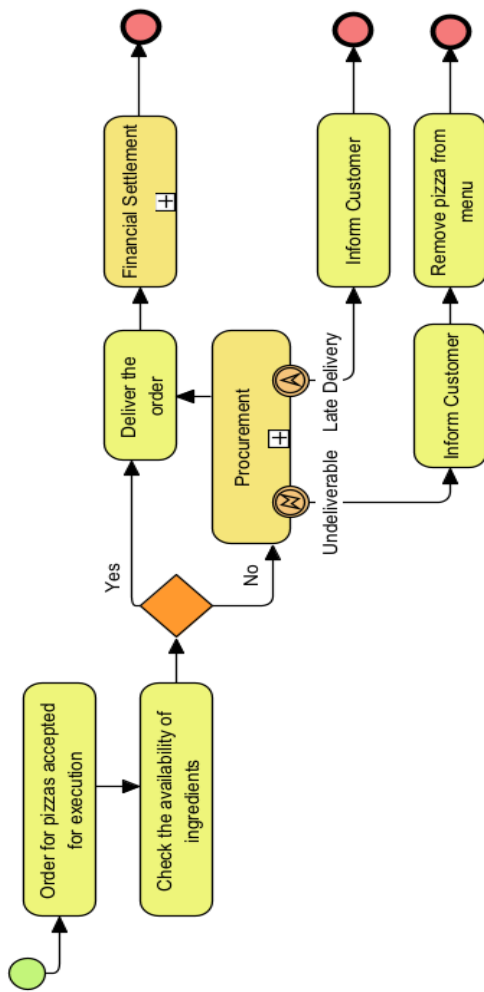 Order for pizzas accepted
for execution
Check the availability of
ingredients
Yes
No
Deliver the
order
Financial Settlement
Procurement
Undeliverable
Late Delivery
Inform Customer
Inform Customer
Remove pizza from
menu